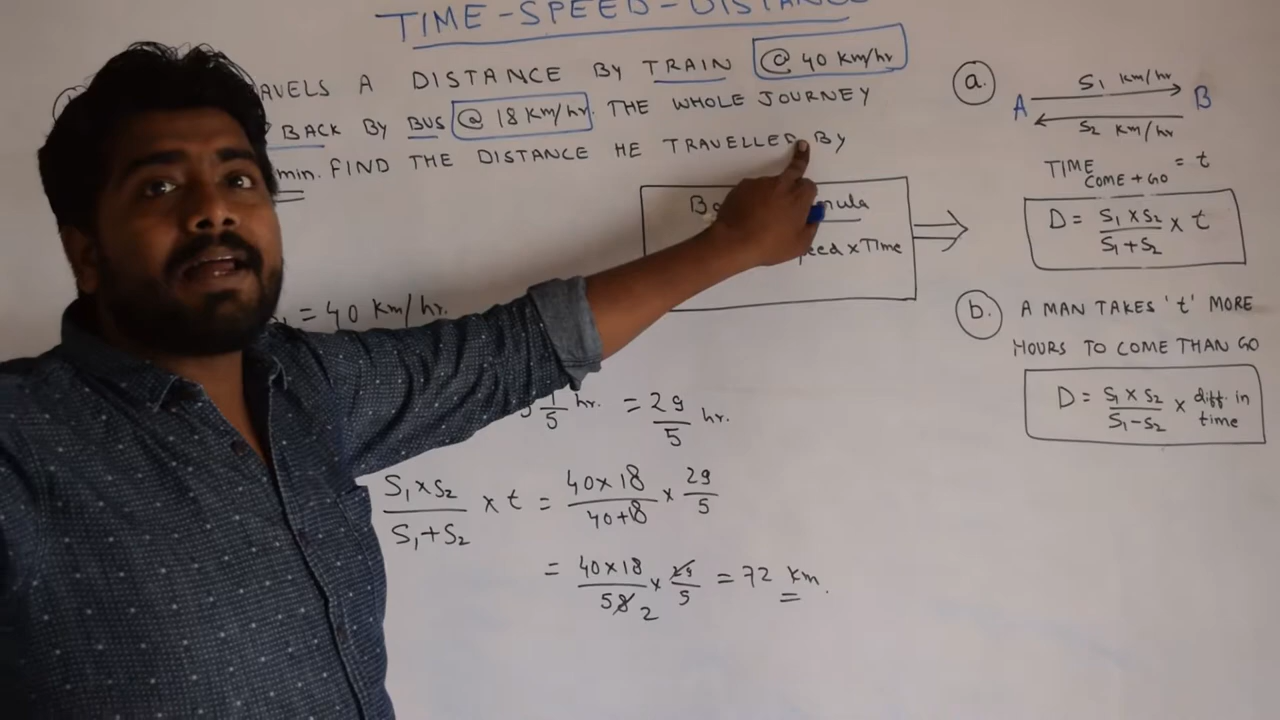 TIME-SPEED-DISTANCE
AVELS A DISTANCE BY TRAIN @ 40 Km/hr
BACK BY BUS @ 18 Km/hr. THE WHOLE JOURNEY
min. FIND THE DISTANCE HE TRAVELLED BY
Formula
Speed x Time
= 40 Km/hr.
1/5 hr. = 29/5 hr.
S1 x S2 / S1 + S2 x t = 40 x 18 / 40+18 x 29/5
= 40 x 18 / 58 2 x 29/5 = 72 Km.
a.
S1 Km/hr
A B
S2 Km/hr
TIME COME + GO = t
D = S1 x S2 / S1 + S2 x t
b. A MAN TAKES 't' MORE
HOURS TO COME THAN GO
D = S1 x S2 / S1 - S2 x diff. in time